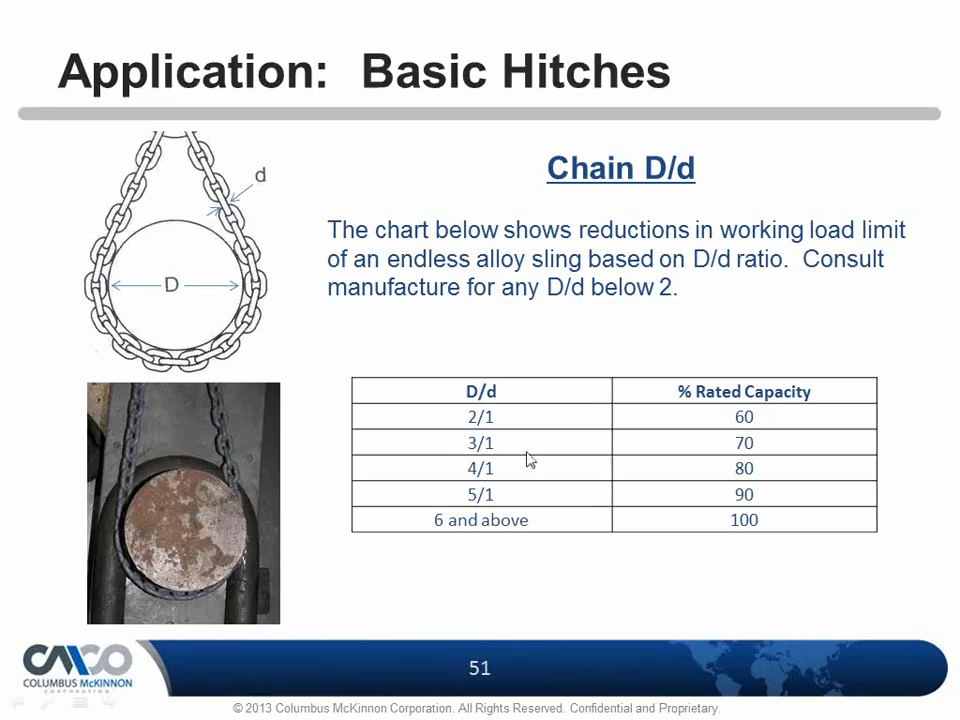 Application: Basic Hitches
d
D
Chain D/d
The chart below shows reductions in working load limit
of an endless alloy sling based on D/d ratio. Consult
manufacture for any D/d below 2.
D/d % Rated Capacity
2/1 60
3/1 70
4/1 80
5/1 90
6 and above 100
CMCO
COLUMBUS McKINNON
CORPORATION
51
© 2013 Columbus McKinnon Corporation. All Rights Reserved. Confidential and Proprietary.